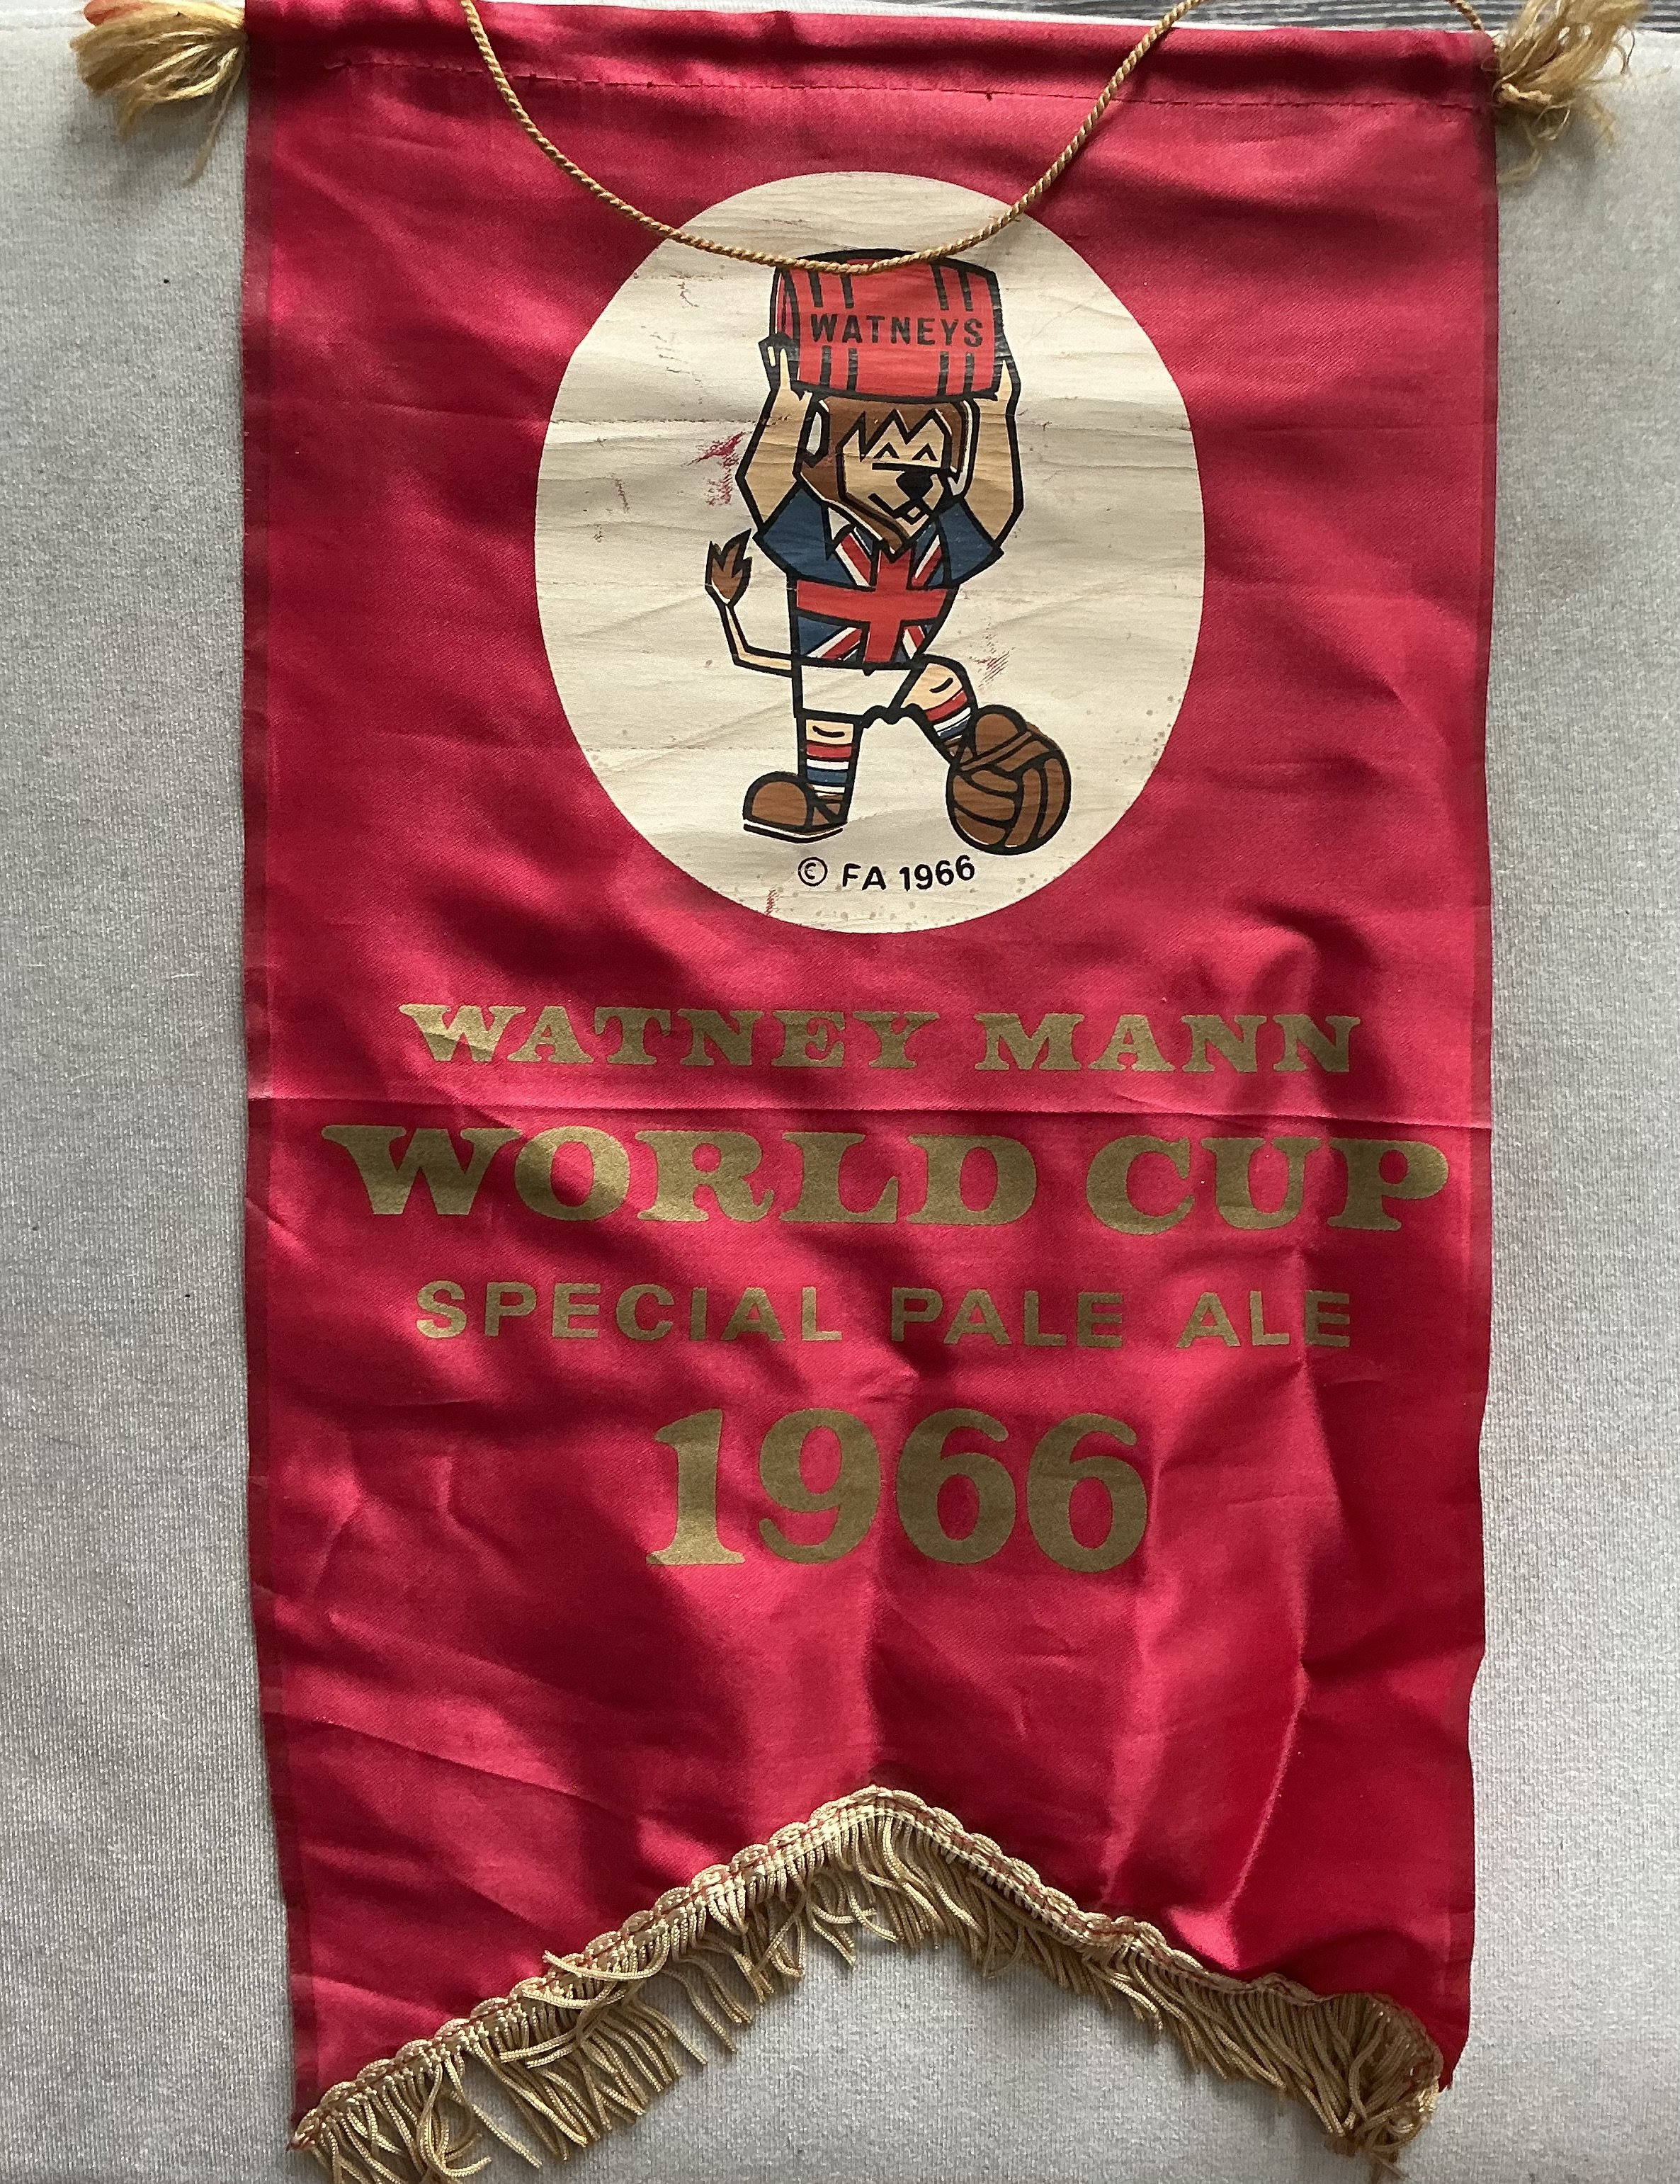 WATNEYS
© FA 1966
WATNEY MANN
WORLD CUP
SPECIAL PALE ALE
1966